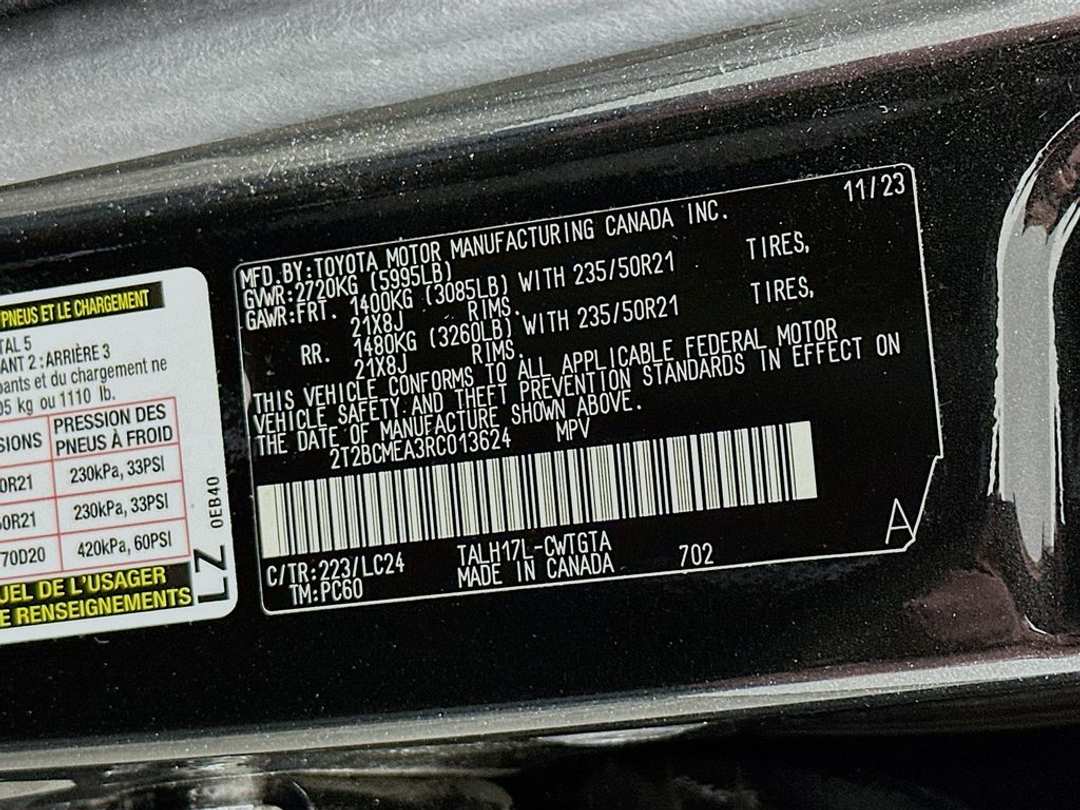 PNEUS ET LE CHARGEMENT
TAL 5
ANT 2 : ARRIÈRE 3
pants et du chargement ne
05 kg ou 1110 lb.
SIONS PRESSION DES PNEUS À FROID
0R21 230kPa, 33PSI
0R21 230kPa, 33PSI
70D20 420kPa, 60PSI
UEL DE L'USAGER
E RENSEIGNEMENTS
LZ 0EB40
11/23
MFD.BY:TOYOTA MOTOR MANUFACTURING CANADA INC.
GVWR:2720KG (5995LB)
GAWR:FRT. 1400KG (3085LB) WITH 235/50R21 TIRES,
21X8J RIMS.
RR. 1480KG (3260LB) WITH 235/50R21 TIRES,
21X8J RIMS.
THIS VEHICLE CONFORMS TO ALL APPLICABLE FEDERAL MOTOR
VEHICLE SAFETY AND THEFT PREVENTION STANDARDS IN EFFECT ON
THE DATE OF MANUFACTURE SHOWN ABOVE.
2T2BCMEA3RC013624 MPV
C/TR:223/LC24 TALH17L-CWTGTA 702
TM:PC60 MADE IN CANADA
A